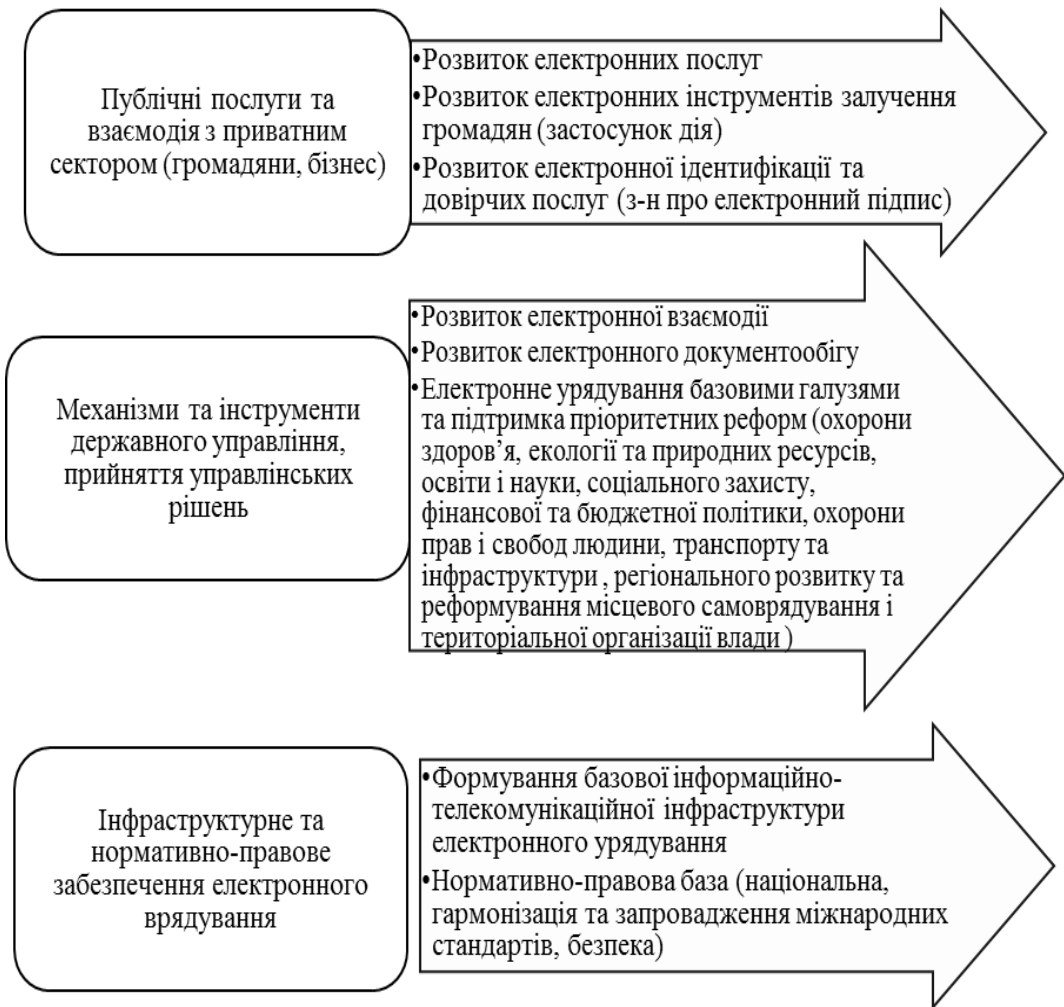 Публічні послуги та
взаємодія з приватним
сектором (громадяни, бізнес)
•Розвиток електронних послуг
•Розвиток електронних інструментів залучення
громадян (застосунок дія)
•Розвиток електронної ідентифікації та
довірчих послуг (з-н про електронний підпис)
Механізми та інструменти
державного управління,
прийняття управлінських
рішень
•Розвиток електронної взаємодії
•Розвиток електронного документообігу
•Електронне урядування базовими галузями
та підтримка пріоритетних реформ (охорони
здоров’я, екології та природних ресурсів,
освіти і науки, соціального захисту,
фінансової та бюджетної політики, охорони
прав і свобод людини, транспорту та
інфраструктури , регіонального розвитку та
реформування місцевого самоврядування і
територіальної організації влади )
Інфраструктурне та
нормативно-правове
забезпечення електронного
врядування
•Формування базової інформаційно-
телекомунікаційної інфраструктури
електронного урядування
•Нормативно-правова база (національна,
гармонізація та запровадження міжнародних
стандартів, безпека)